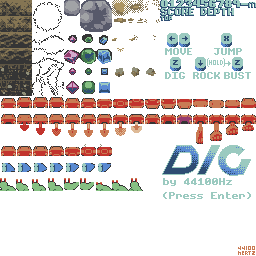 0123456789-m
SCORE DEPTH
MOVE JUMP
Z HOLD Z
DIG ROCK BUST
DIG
by 44100Hz
(Press Enter)
44100
HERTZ